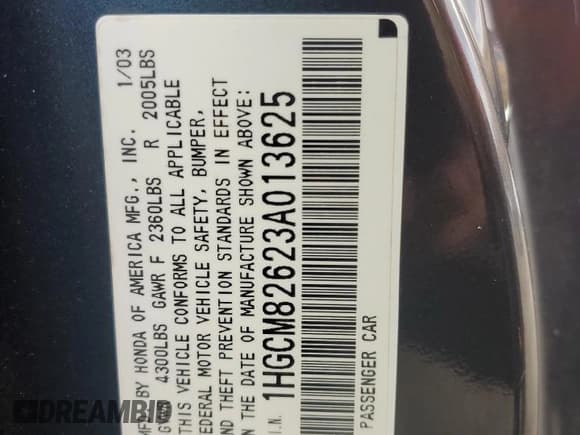 MFD. BY HONDA OF AMERICA MFG., INC. 1/03
4300LBS GAWR F 2360LBS R 2005LBS
THIS VEHICLE CONFORMS TO ALL APPLICABLE
FEDERAL MOTOR VEHICLE SAFETY, BUMPER,
AND THEFT PREVENTION STANDARDS IN EFFECT
ON THE DATE OF MANUFACTURE SHOWN ABOVE:
1HGCM82623A013625
V.I.N. PASSENGER CAR
DREAMBID